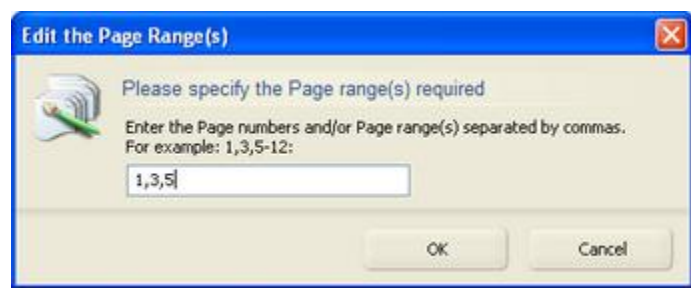 Edit the Page Range(s)
Please specify the Page range(s) required
Enter the Page numbers and/or Page range(s) separated by commas.
For example: 1,3,5-12:
1,3,5
OK
Cancel